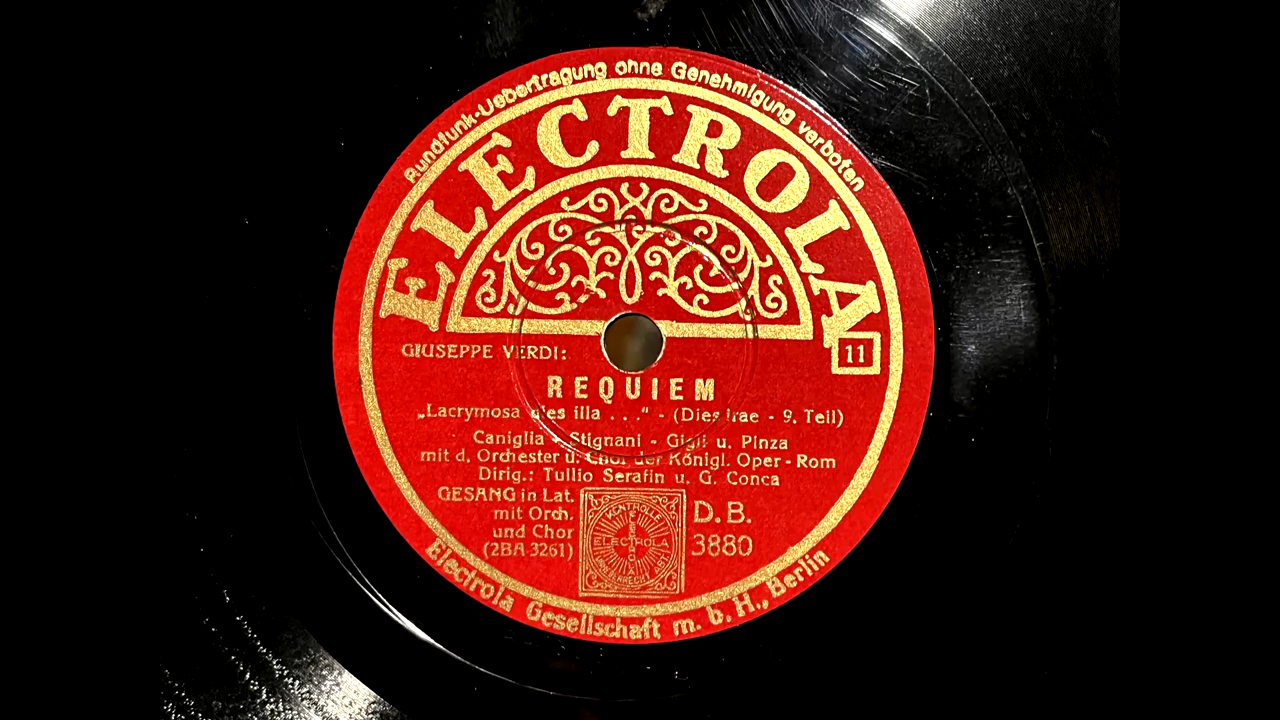 Rundfunk-Uebertragung ohne Genehmigung verboten
ELECTROLA
11
GIUSEPPE VERDI:
REQUIEM
„Lacrymosa dies illa . . .“ - (Dies irae - 9. Teil)
Caniglia - Stignani - Gigli u. Pinza
mit d. Orchester u. Chor der Königl. Oper - Rom
Dirig.: Tullio Serafin u. G. Conca
GESANG in Lat.
mit Orch.
und Chor
(2BA 3261)
KONTROLLE
ELECTROLA
D.B.
3880
Electrola Gesellschaft m. b. H., Berlin